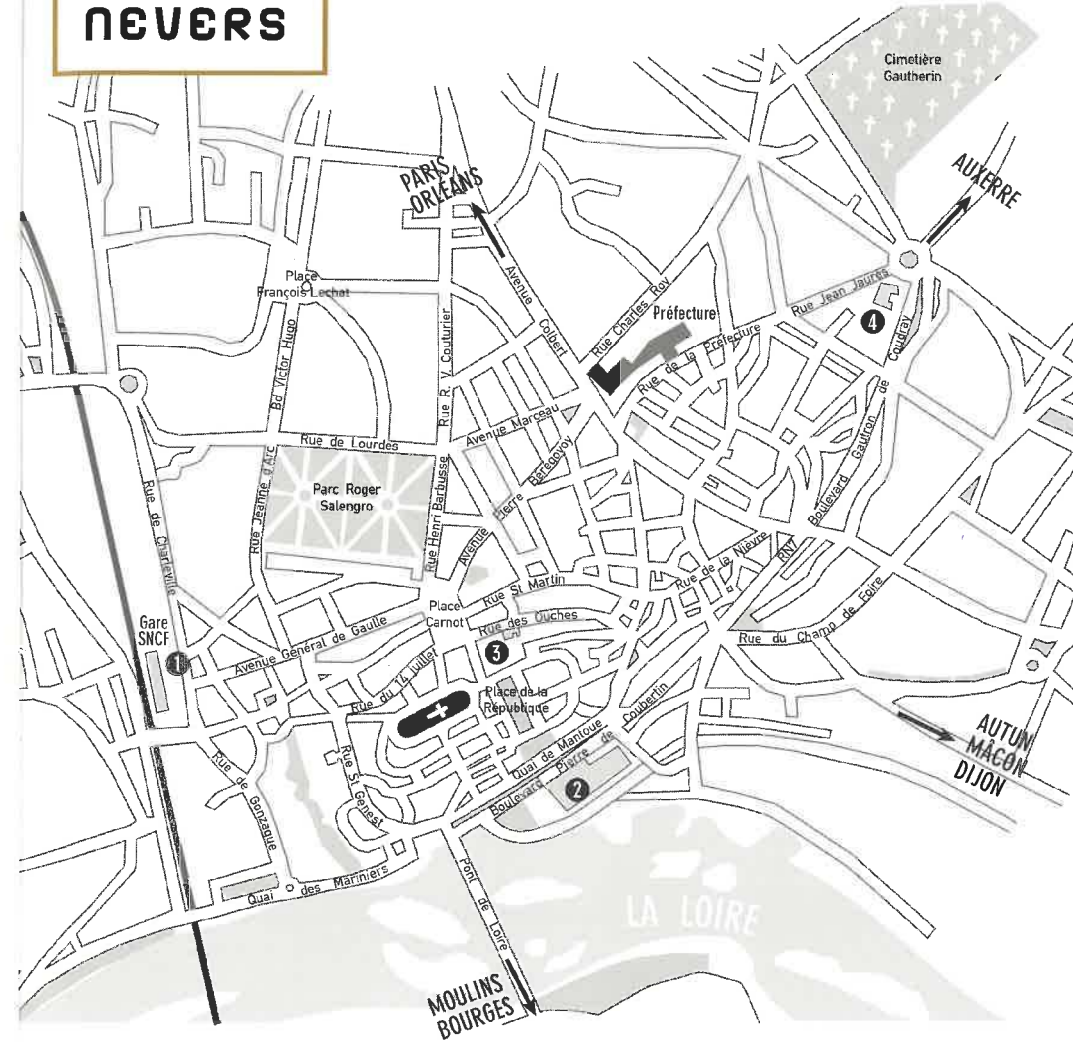 nevers
Cimetière
Gautherin
PARIS
ORLÉANS
AUXERRE
Place
François Lechat
Avenue Colbert
Rue Charles Roy
Préfecture
Rue Jean Jaurès
4
Rue de la Préfecture
Bd Victor Hugo
Rue R. V. Couturier
Avenue Marceau
Rue de Lourdes
Boulevard Gautron de Coudray
Parc Roger
Salengro
Rue Jeanne d'Arc
Rue Henri Barbusse
Avenue Pierre Bérégovoy
Rue de Charleville
Rue de la Nièvre
RN7
Rue St Martin
Place
Carnot
Rue des Ouches
Rue du Champ de Foire
Gare
SNCF
1
Avenue Général de Gaulle
3
Rue du 14 juillet
Place de la
République
Quai de Mantoue
Boulevard Pierre de Coubertin
2
AUTUN
MÂCON
DIJON
Rue de Gonzague
Rue St Genest
Quai des Mariniers
Pont de Loire
LA LOIRE
MOULINS
BOURGES